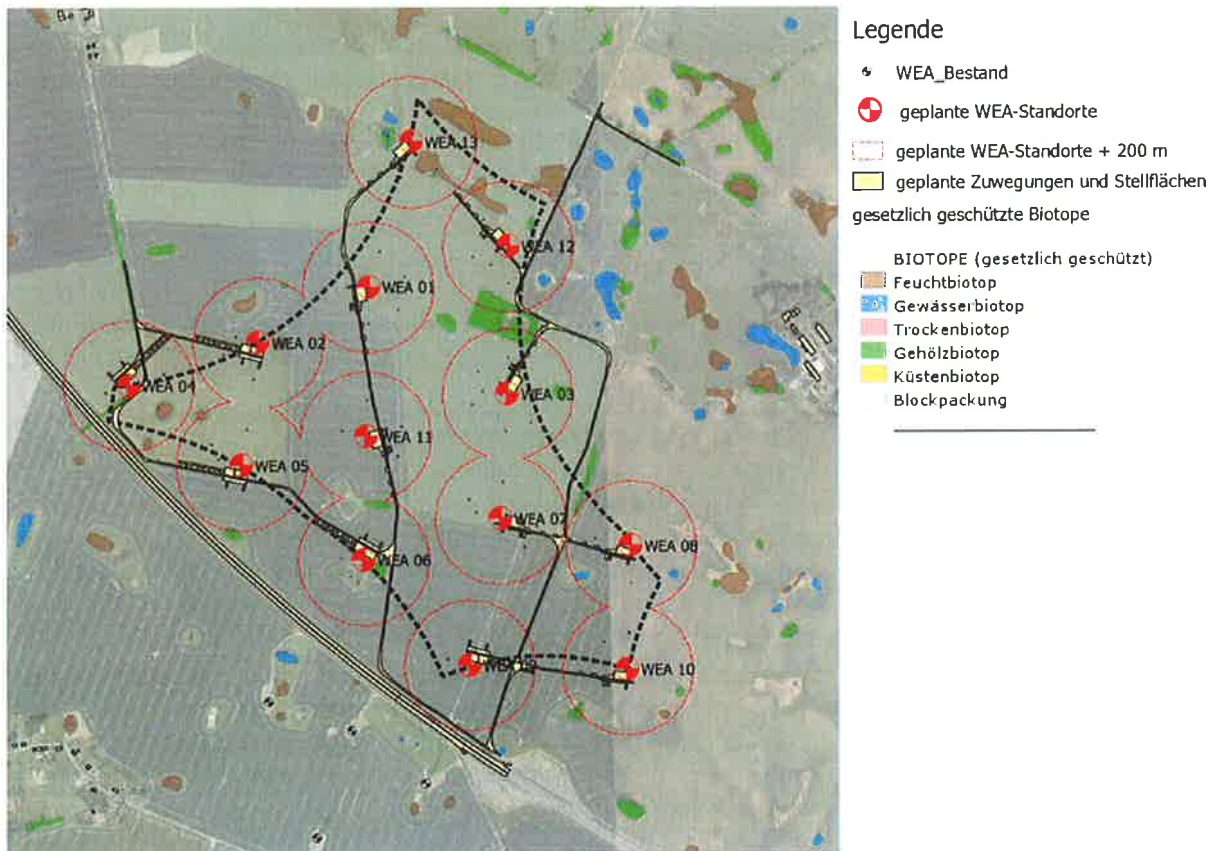 Legende
WEA_Bestand
geplante WEA-Standorte
geplante WEA-Standorte + 200 m
geplante Zuwegungen und Stellflächen
gesetzlich geschützte Biotope
BIOTOPE (gesetzlich geschützt)
Feuchtbiotop
Gewässerbiotop
Trockenbiotop
Gehölzbiotop
Küstenbiotop
Blockpackung
WEA 13
WEA 12
WEA 01
WEA 02
WEA 04
WEA 03
WEA 11
WEA 05
WEA 07
WEA 08
WEA 06
WEA 10